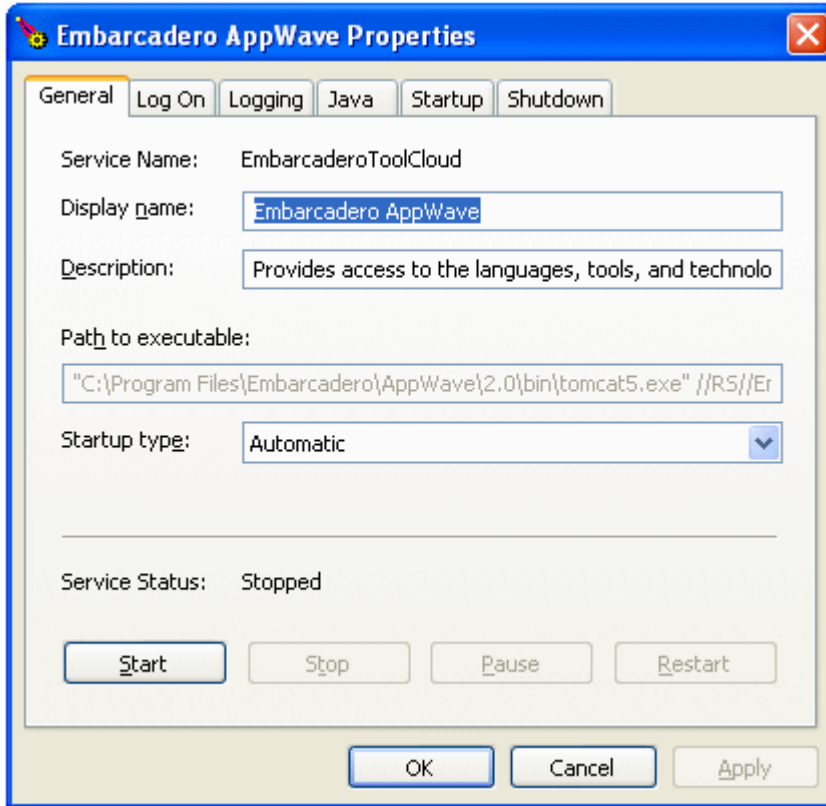 Embarcadero AppWave Properties
General Log On Logging Java Startup Shutdown
Service Name: EmbarcaderoToolCloud
Display name: Embarcadero AppWave
Description: Provides access to the languages, tools, and technolo
Path to executable:
"C:\Program Files\Embarcadero\AppWave\2.0\bin\tomcat5.exe" //RS//Er
Startup type: Automatic
Service Status: Stopped
Start Stop Pause Restart
OK Cancel Apply